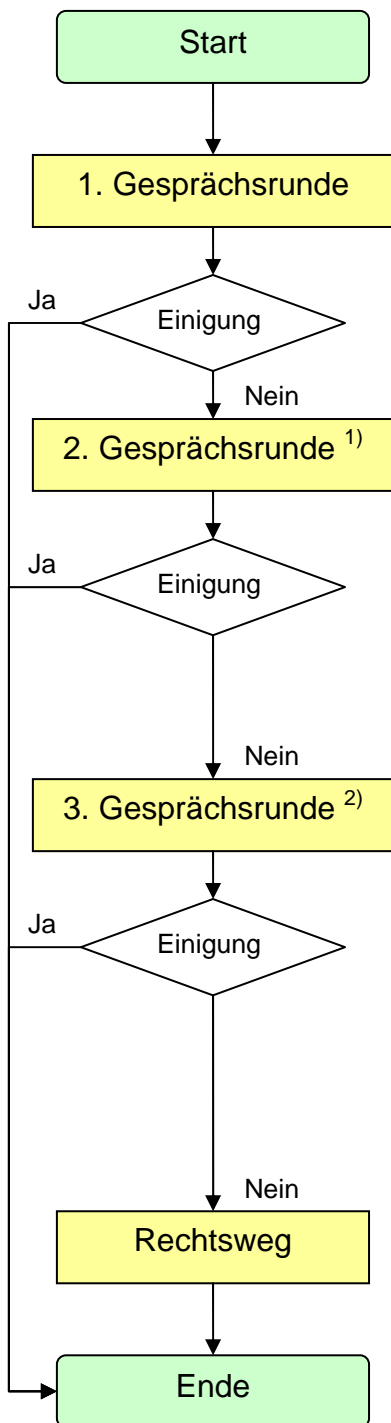 Start
1. Gesprächsrunde
Ja
Einigung
Nein
2. Gesprächsrunde 1)
Ja
Einigung
Nein
3. Gesprächsrunde 2)
Ja
Einigung
Nein
Rechtsweg
Ende